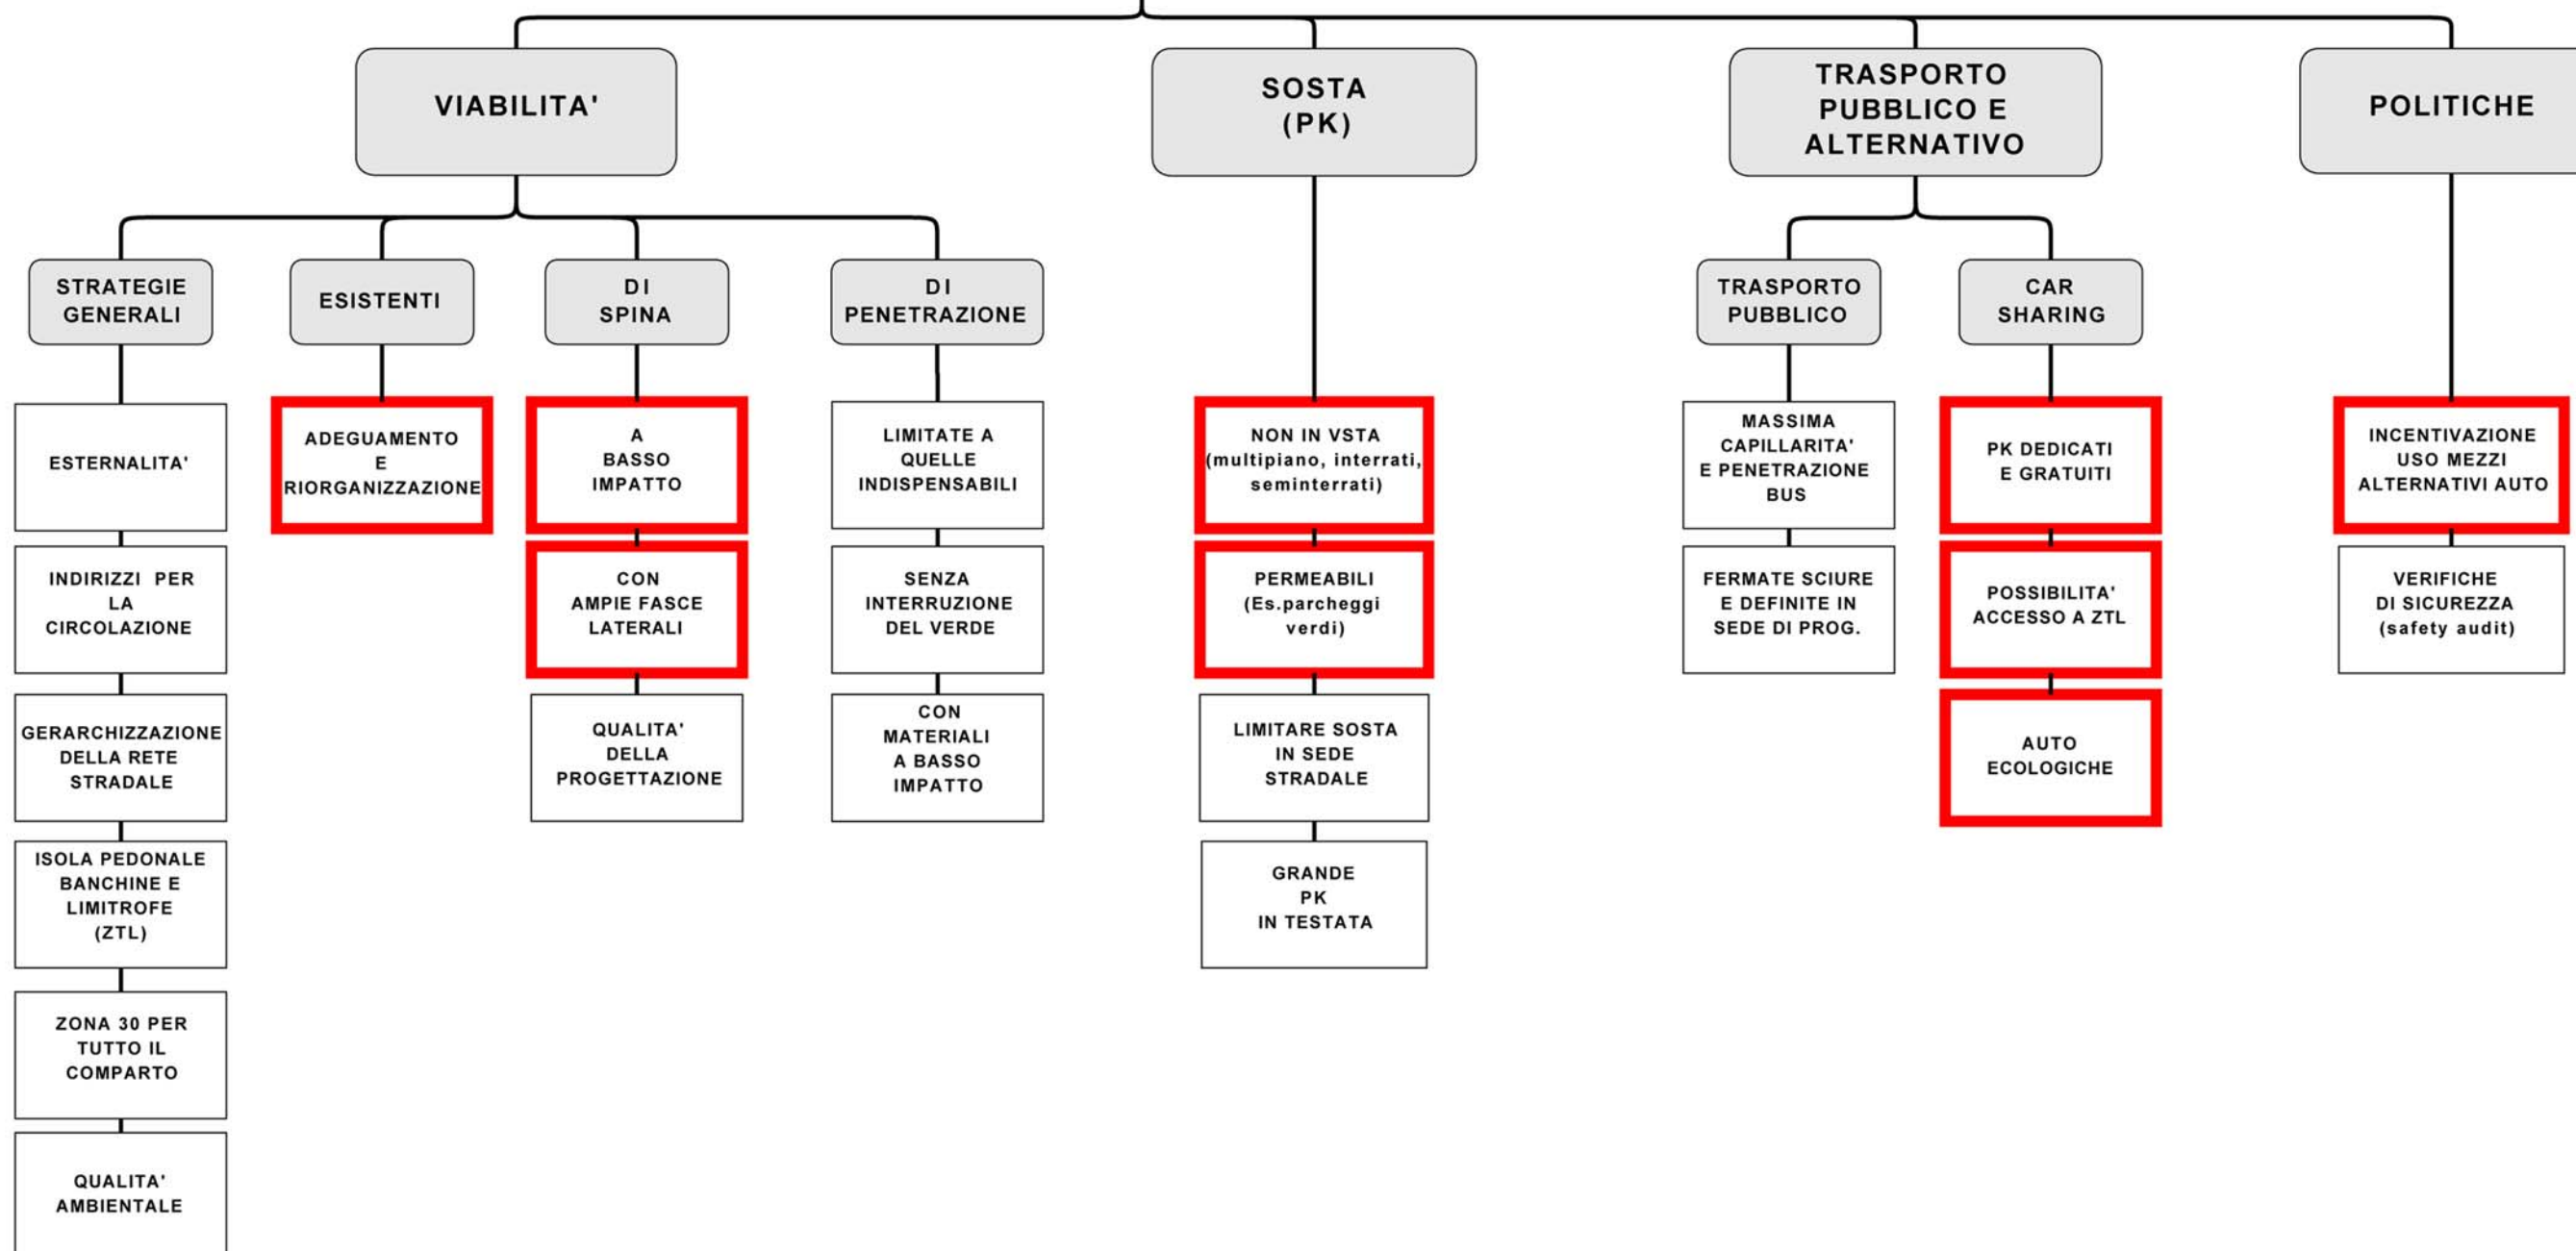 VIABILITA'
SOSTA
(PK)
TRASPORTO
PUBBLICO E
ALTERNATIVO
POLITICHE
STRATEGIE
GENERALI
ESISTENTI
DI
SPINA
DI
PENETRAZIONE
TRASPORTO
PUBBLICO
CAR
SHARING
ESTERNALITA'
INDIRIZZI PER
LA
CIRCOLAZIONE
GERARCHIZZAZIONE
DELLA RETE
STRADALE
ISOLA PEDONALE
BANCHINE E
LIMITROFE
(ZTL)
ZONA 30 PER
TUTTO IL
COMPARTO
QUALITA'
AMBIENTALE
ADEGUAMENTO
E
RIORGANIZZAZIONE
A
BASSO
IMPATTO
CON
AMPIE FASCE
LATERALI
QUALITA'
DELLA
PROGETTAZIONE
LIMITATE A
QUELLE
INDISPENSABILI
SENZA
INTERRUZIONE
DEL VERDE
CON
MATERIALI
A BASSO
IMPATTO
NON IN VSTA
(multipiano, interrati,
seminterrati)
PERMEABILI
(Es.parcheggi
verdi)
LIMITARE SOSTA
IN SEDE
STRADALE
GRANDE
PK
IN TESTATA
MASSIMA
CAPILLARITA'
E PENETRAZIONE
BUS
FERMATE SCIURE
E DEFINITE IN
SEDE DI PROG.
PK DEDICATI
E GRATUITI
POSSIBILITA'
ACCESSO A ZTL
AUTO
ECOLOGICHE
INCENTIVAZIONE
USO MEZZI
ALTERNATIVI AUTO
VERIFICHE
DI SICUREZZA
(safety audit)